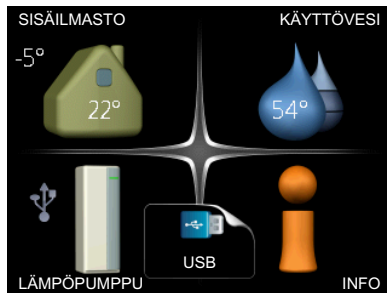 SISÄILMASTO
KÄYTTÖVESI
-5°
22°
54°
USB
LÄMPÖPUMPPU
INFO